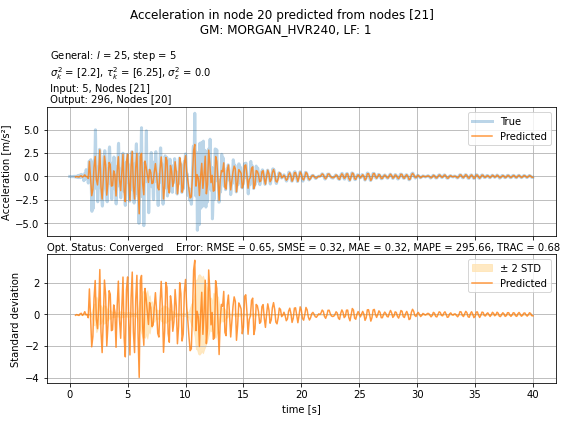 Acceleration in node 20 predicted from nodes [21]
GM: MORGAN_HVR240, LF: 1
General: l = 25, step = 5
σ²ₖ = [2.2], τ²ₖ = [6.25], σ²ε = 0.0
Input: 5, Nodes [21]
Output: 296, Nodes [20]
Acceleration [m/s²]
5.0
2.5
0.0
−2.5
−5.0
True
Predicted
Opt. Status: Converged Error: RMSE = 0.65, SMSE = 0.32, MAE = 0.32, MAPE = 295.66, TRAC = 0.68
Standard deviation
2
0
−2
−4
± 2 STD
Predicted
0 5 10 15 20 25 30 35 40
time [s]